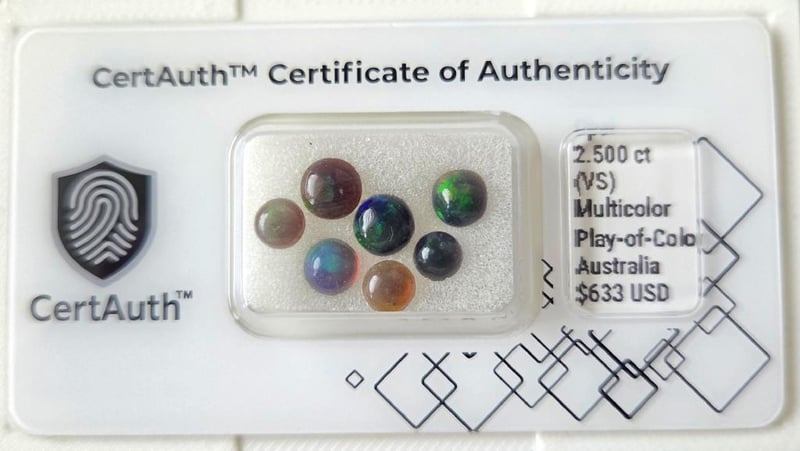 CertAuth™ Certificate of Authenticity
CertAuth™
2.500 ct
(VS)
Multicolor
Play-of-Colo
Australia
$633 USD